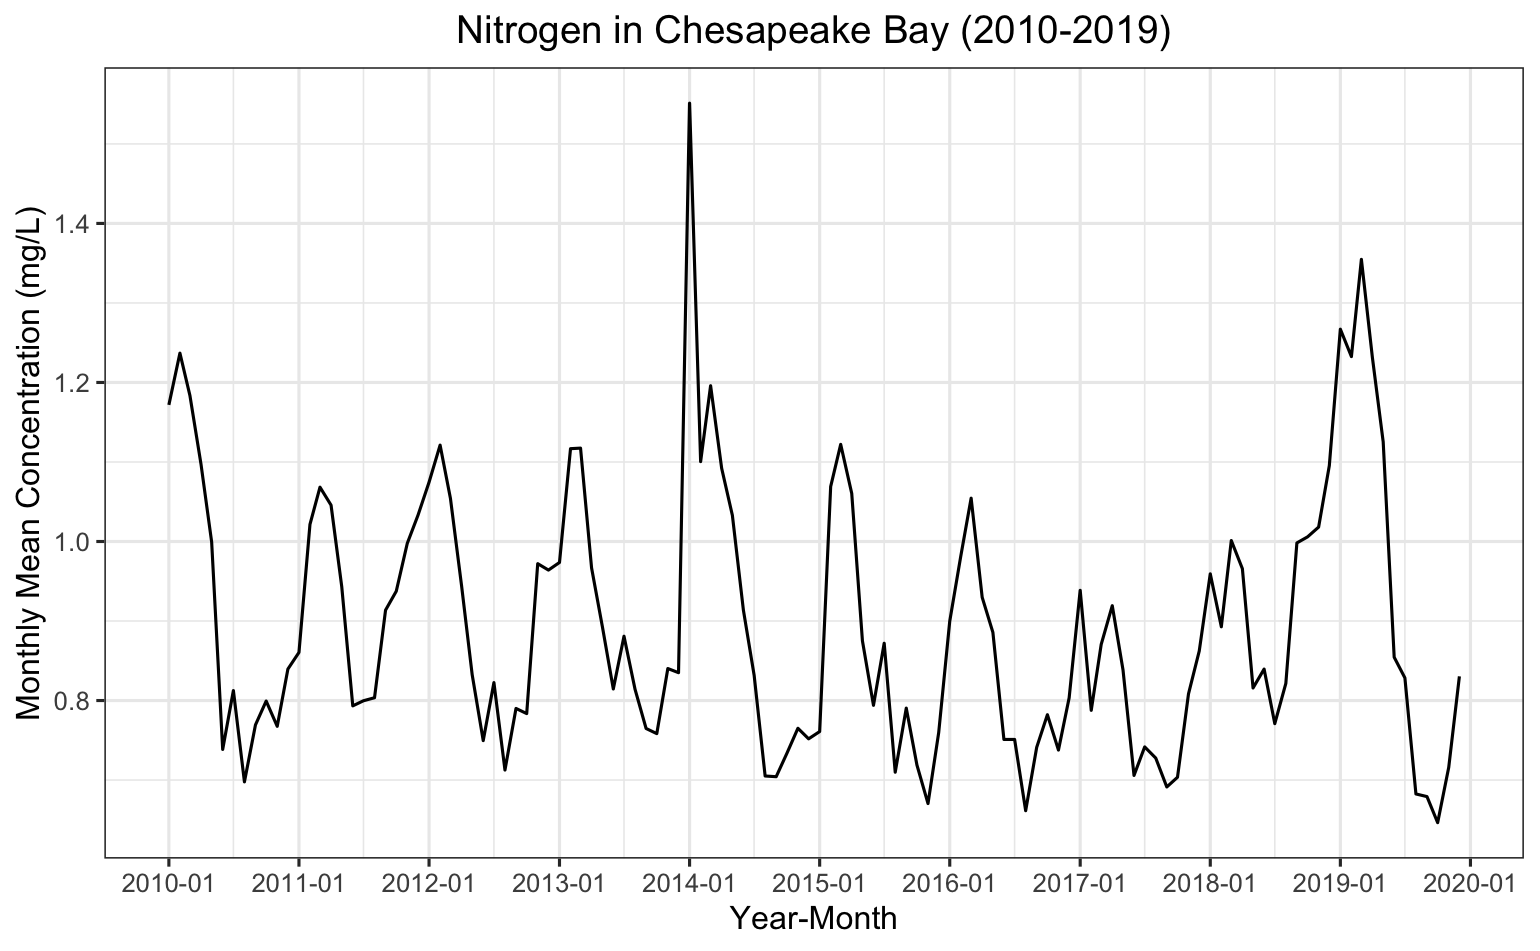 Nitrogen in Chesapeake Bay (2010-2019)
Monthly Mean Concentration (mg/L)
1.4
1.2
1.0
0.8
2010-01 2011-01 2012-01 2013-01 2014-01 2015-01 2016-01 2017-01 2018-01 2019-01 2020-01
Year-Month